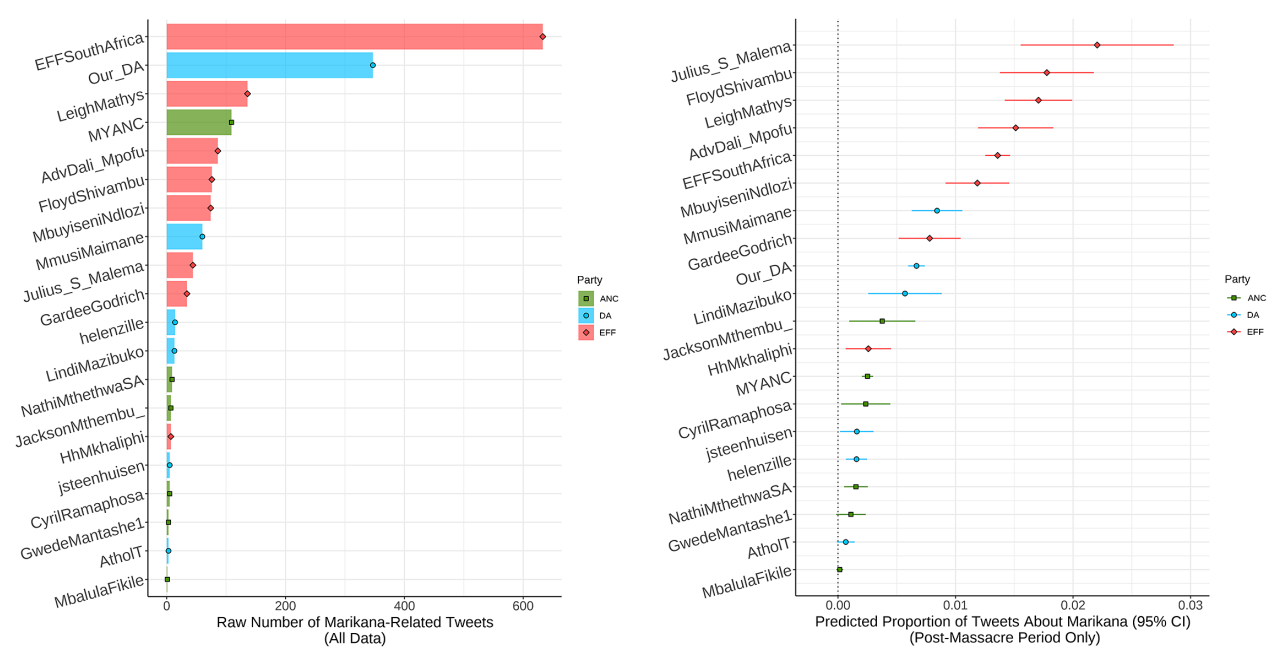 EFFSouthAfrica
Our_DA
LeighMathys
MYANC
AdvDali_Mpofu
FloydShivambu
MbuyiseniNdlozi
MmusiMaimane
Julius_S_Malema
GardeeGodrich
helenzille
LindiMazibuko
NathiMthethwaSA
JacksonMthembu_
HhMkhaliphi
jsteenhuisen
CyrilRamaphosa
GwedeMantashe1
AtholT
MbalulaFikile
0 200 400 600
Raw Number of Marikana-Related Tweets
(All Data)
Party
ANC
DA
EFF
Julius_S_Malema
FloydShivambu
LeighMathys
AdvDali_Mpofu
EFFSouthAfrica
MbuyiseniNdlozi
MmusiMaimane
GardeeGodrich
Our_DA
LindiMazibuko
JacksonMthembu_
HhMkhaliphi
MYANC
CyrilRamaphosa
jsteenhuisen
helenzille
NathiMthethwaSA
GwedeMantashe1
AtholT
MbalulaFikile
0.00 0.01 0.02 0.03
Predicted Proportion of Tweets About Marikana (95% CI)
(Post-Massacre Period Only)
Party
ANC
DA
EFF